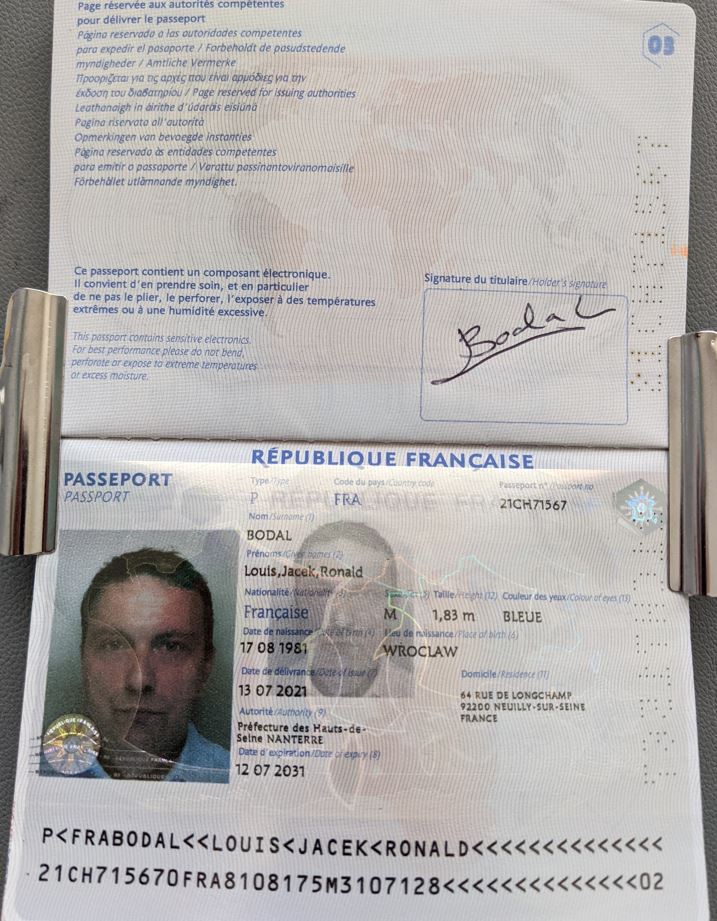 Page réservée aux autorités compétentes
pour délivrer le passeport
Página reservada a las autoridades competentes
para expedir el pasaporte / Forbeholdt de pasudstedende
myndigheder / Amtliche Vermerke
Προορίζεται για τις αρχές που είναι αρμόδιες για την
έκδοση του διαβατηρίου / Page reserved for issuing authorities
Leathanaigh in áirithe d'údaráis eisiúna
Pagina riservata all'autorità
Opmerkingen van bevoegde instanties
Página reservada às entidades competentes
para emitir o passaporte / Varattu passinantoviranomaisille
Förbehållet utlämnande myndighet.
03
Ce passeport contient un composant électronique.
Il convient d'en prendre soin, et en particulier
de ne pas le plier, le perforer, l'exposer à des températures
extrêmes ou à une humidité excessive.
This passport contains sensitive electronics.
For best performance please do not bend,
perforate or expose to extreme temperatures
or excess moisture.
Signature du titulaire/Holder's signature
Bodal
RÉPUBLIQUE FRANÇAISE
PASSEPORT
PASSPORT
Type/Type
Code du pays/Country code
Passeport n°/Passport no
P
FRA
21CH71567
Nom/Surname (1)
BODAL
Prénoms/Given names (2)
Louis,Jacek,Ronald
Nationalité/Nationality
Taille/Height (12)
Couleur des yeux/Colour of eyes (13)
Française
M
1,83 m
BLEUE
Date de naissance/Date of birth (4)
Lieu de naissance/Place of birth (6)
17 08 1981
WROCLAW
Date de délivrance/Date of issue (7)
Domicile/Residence (11)
13 07 2021
64 RUE DE LONGCHAMP
92200 NEUILLY-SUR-SEINE
FRANCE
Autorité/Authority (9)
Préfecture des Hauts-de-
Seine NANTERRE
Date d'expiration/Date of expiry (8)
12 07 2031
P<FRABODAL<<LOUIS<JACEK<RONALD<<<<<<<<<<<<<<
21CH715670FRA8108175M3107128<<<<<<<<<<<<<<02